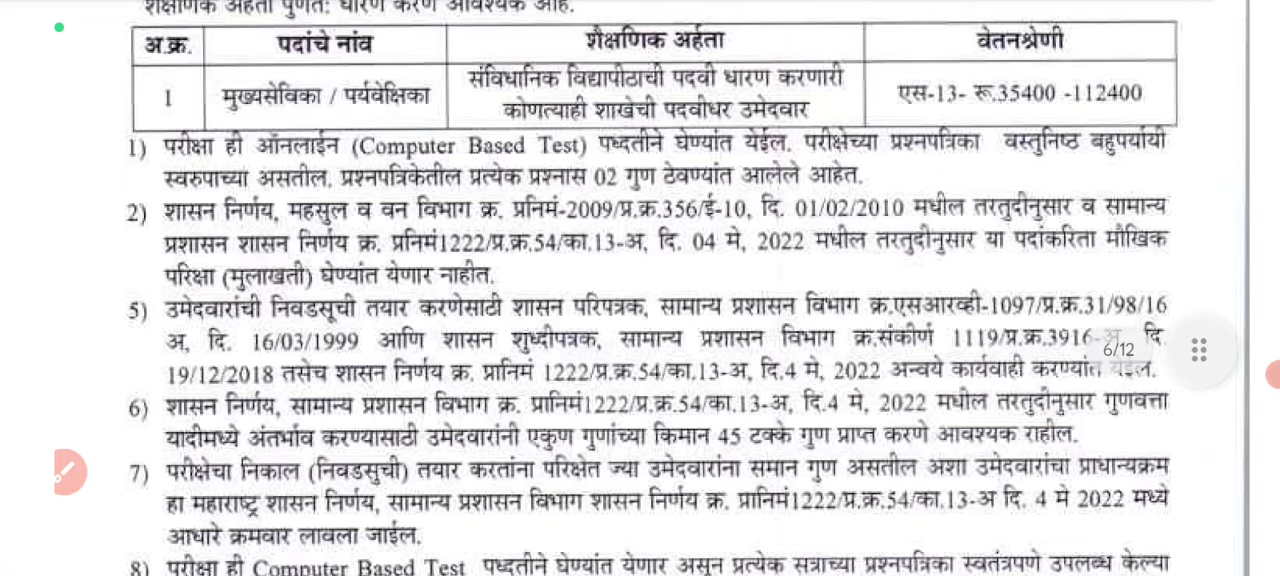 शैक्षणिक अर्हता पुर्णत: धारण करणे आवश्यक आहे.
अ.क्र. पदांचे नांव शैक्षणिक अर्हता वेतनश्रेणी
1 मुख्यसेविका / पर्यवेक्षिका संविधानिक विद्यापीठाची पदवी धारण करणारी एस-13- रू.35400 -112400
कोणत्याही शाखेची पदवीधर उमेदवार
1) परीक्षा ही ऑनलाईन (Computer Based Test) पध्दतीने घेण्यांत येईल. परीक्षेच्या प्रश्नपत्रिका वस्तुनिष्ठ बहुपर्यायी
स्वरुपाच्या असतील. प्रश्नपत्रिकेतील प्रत्येक प्रश्नास 02 गुण ठेवण्यांत आलेले आहेत.
2) शासन निर्णय, महसुल व वन विभाग क्र. प्रनिमं-2009/प्र.क्र.356/ई-10, दि. 01/02/2010 मधील तरतुदीनुसार व सामान्य
प्रशासन शासन निर्णय क्र. प्रनिमं1222/प्र.क्र.54/का.13-अ, दि. 04 मे, 2022 मधील तरतुदीनुसार या पदांकरिता मौखिक
परिक्षा (मुलाखती) घेण्यांत येणार नाहीत.
5) उमेदवारांची निवडसूची तयार करणेसाठी शासन परिपत्रक, सामान्य प्रशासन विभाग क्र.एसआरव्ही-1097/प्र.क्र.31/98/16
अ, दि. 16/03/1999 आणि शासन शुध्दीपत्रक, सामान्य प्रशासन विभाग क्र.संकीर्ण 1119/प्र.क्र.3916-अ दि.
6/12
19/12/2018 तसेच शासन निर्णय क्र. प्रानिमं 1222/प्र.क्र.54/का.13-अ, दि.4 मे, 2022 अन्वये कार्यवाही करण्यांत येईल.
6) शासन निर्णय, सामान्य प्रशासन विभाग क्र. प्रानिमं1222/प्र.क्र.54/का.13-अ, दि.4 मे, 2022 मधील तरतुदीनुसार गुणवत्ता
यादीमध्ये अंतर्भाव करण्यासाठी उमेदवारांनी एकुण गुणांच्या किमान 45 टक्के गुण प्राप्त करणे आवश्यक राहील.
7) परीक्षेचा निकाल (निवडसुची) तयार करतांना परिक्षेत ज्या उमेदवारांना समान गुण असतील अशा उमेदवारांचा प्राधान्यक्रम
हा महाराष्ट्र शासन निर्णय, सामान्य प्रशासन विभाग शासन निर्णय क्र. प्रानिमं1222/प्र.क्र.54/का.13-अ दि. 4 मे 2022 मध्ये
आधारे क्रमवार लावला जाईल.
8) परीक्षा ही Computer Based Test पध्दतीने घेण्यांत येणार असून प्रत्येक सत्राच्या प्रश्नपत्रिका स्वतंत्रपणे उपलब्ध केल्या